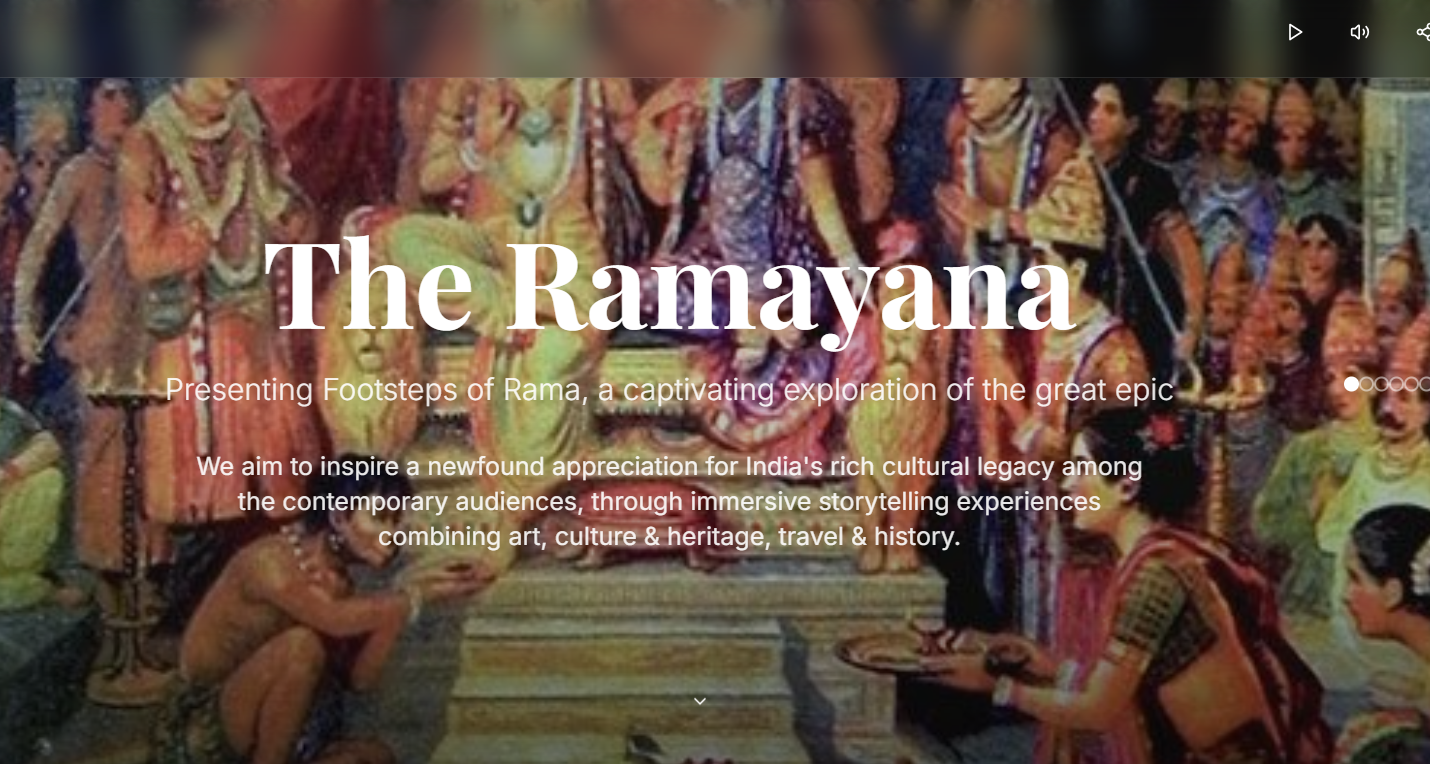 The Ramayana
Presenting Footsteps of Rama, a captivating exploration of the great epic
We aim to inspire a newfound appreciation for India's rich cultural legacy among
the contemporary audiences, through immersive storytelling experiences
combining art, culture & heritage, travel & history.